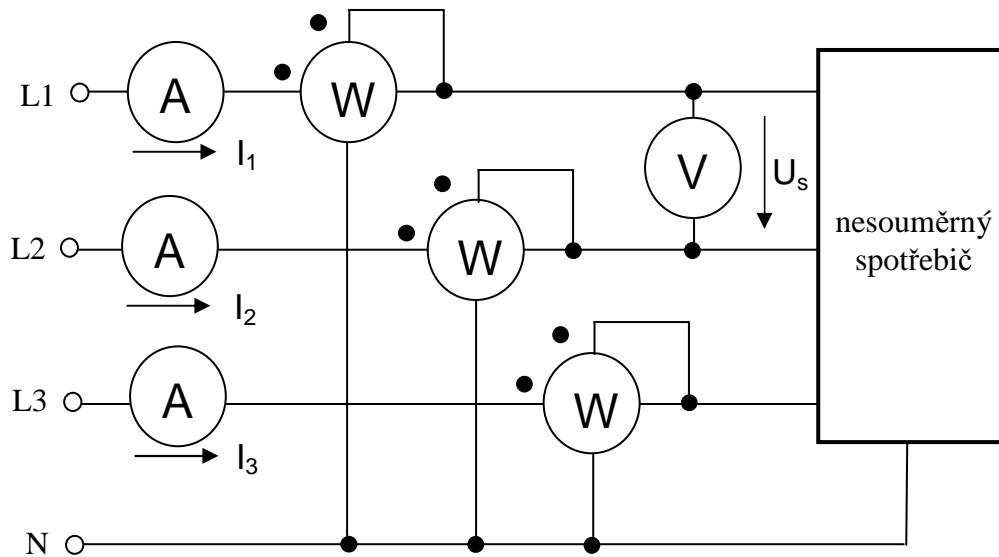 L1
A
I₁
W
V
Uₛ
nesouměrný
spotřebič
L2
A
I₂
W
L3
A
I₃
W
N